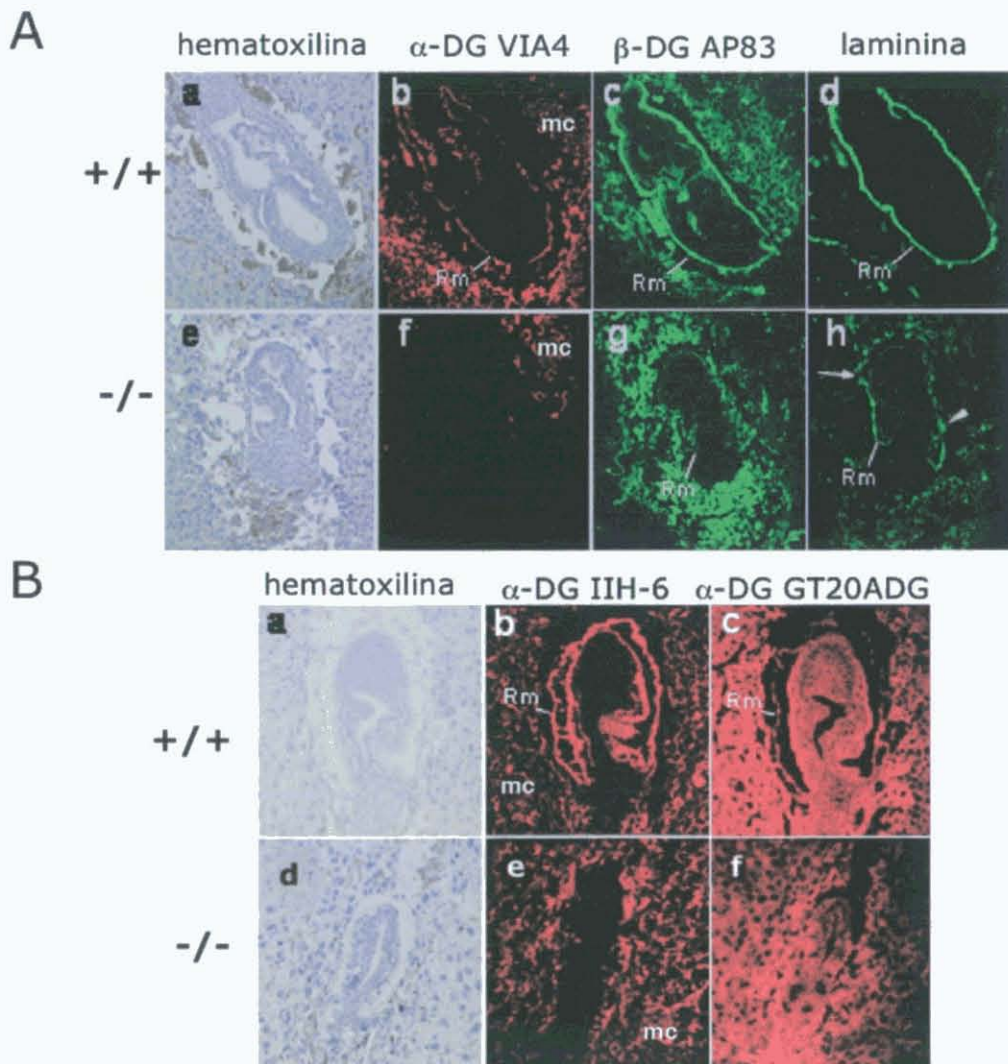 A
hematoxilina α-DG VIA4 β-DG AP83 laminina
+/+
a b mc Rm c Rm d Rm
-/-
e f mc g Rm h Rm
B
hematoxilina α-DG IIH-6 α-DG GT20ADG
+/+
a b Rm mc c Rm
-/-
d e mc f